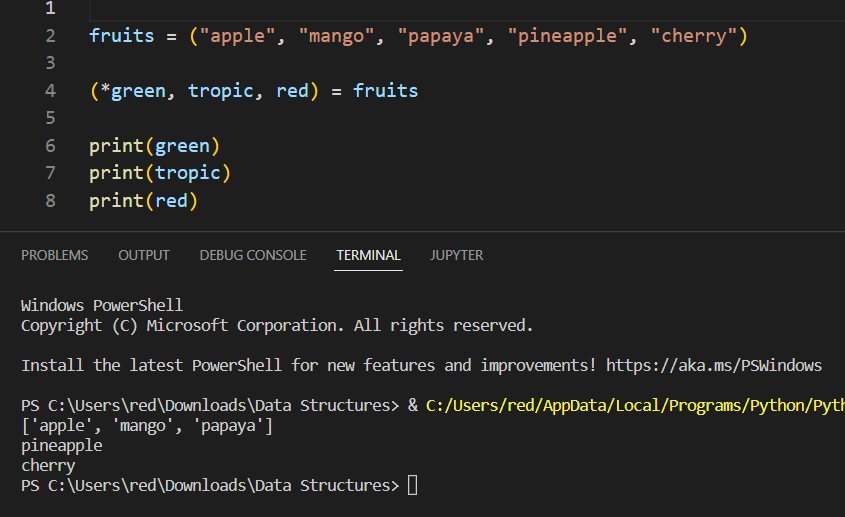 1
2 fruits = ("apple", "mango", "papaya", "pineapple", "cherry")
3
4 (*green, tropic, red) = fruits
5
6 print(green)
7 print(tropic)
8 print(red)
PROBLEMS OUTPUT DEBUG CONSOLE TERMINAL JUPYTER
Windows PowerShell
Copyright (C) Microsoft Corporation. All rights reserved.
Install the latest PowerShell for new features and improvements! https://aka.ms/PSWindows
PS C:\Users\red\Downloads\Data Structures> & C:/Users/red/AppData/Local/Programs/Python/Pyth
['apple', 'mango', 'papaya']
pineapple
cherry
PS C:\Users\red\Downloads\Data Structures>